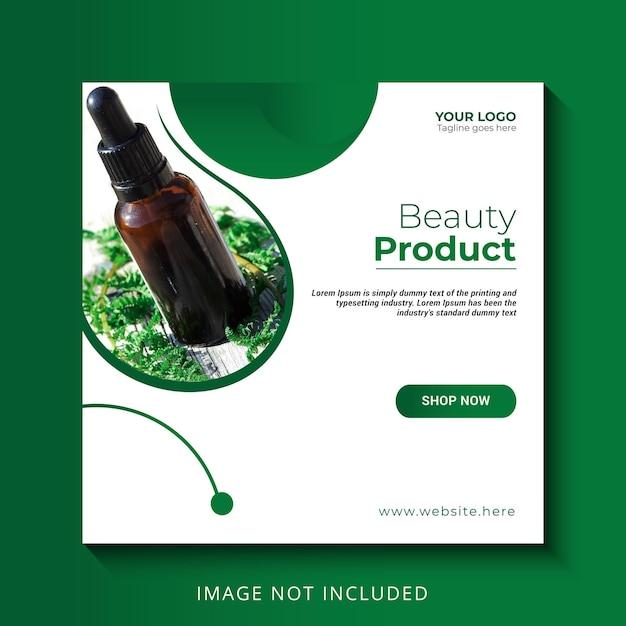 YOUR LOGO
Tagline goes here
Beauty
Product
Lorem Ipsum is simply dummy text of the printing and
typesetting industry. Lorem Ipsum has been the industry's
standard dummy text ever
SHOP NOW
www.website.here
IMAGE NOT INCLUDED